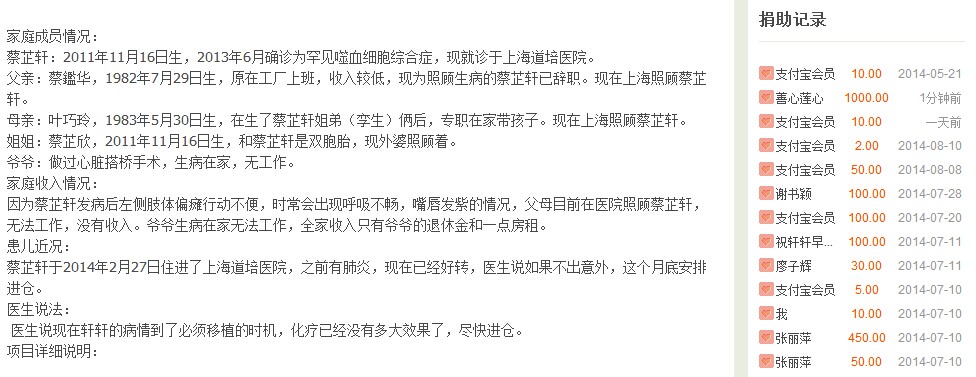 家庭成员情况：
蔡芷轩：2011年11月16日生，2013年6月确诊为罕见噬血细胞综合症，现就诊于上海道培医院。
父亲：蔡鑑华，1982年7月29日生，原在工厂上班，收入较低，现为照顾生病的蔡芷轩已辞职。现在上海照顾蔡芷
轩。
母亲：叶巧玲，1983年5月30日生，在生了蔡芷轩姐弟（孪生）俩后，专职在家带孩子。现在上海照顾蔡芷轩。
姐姐：蔡芷欣，2011年11月16日生，和蔡芷轩是双胞胎，现外婆照顾着。
爷爷：做过心脏搭桥手术，生病在家，无工作。
家庭收入情况：
因为蔡芷轩发病后左侧肢体偏瘫行动不便，时常会出现呼吸不畅，嘴唇发紫的情况，父母目前在医院照顾蔡芷轩，
无法工作，没有收入。爷爷生病在家无法工作，全家收入只有爷爷的退休金和一点房租。
患儿近况：
蔡芷轩于2014年2月27日住进了上海道培医院，之前有肺炎，现在已经好转，医生说如果不出意外，这个月底安排
进仓。
医生说法：
医生说现在轩轩的病情到了必须移植的时机，化疗已经没有多大效果了，尽快进仓。
项目详细说明：
捐助记录
支付宝会员 10.00 2014-05-21
善心莲心 1000.00 1分钟前
支付宝会员 10.00 一天前
支付宝会员 2.00 2014-08-10
支付宝会员 50.00 2014-08-08
谢书颖 100.00 2014-07-28
支付宝会员 100.00 2014-07-20
祝轩轩早... 100.00 2014-07-11
廖子辉 30.00 2014-07-11
支付宝会员 5.00 2014-07-10
我 10.00 2014-07-10
张丽萍 450.00 2014-07-10
张丽萍 50.00 2014-07-10